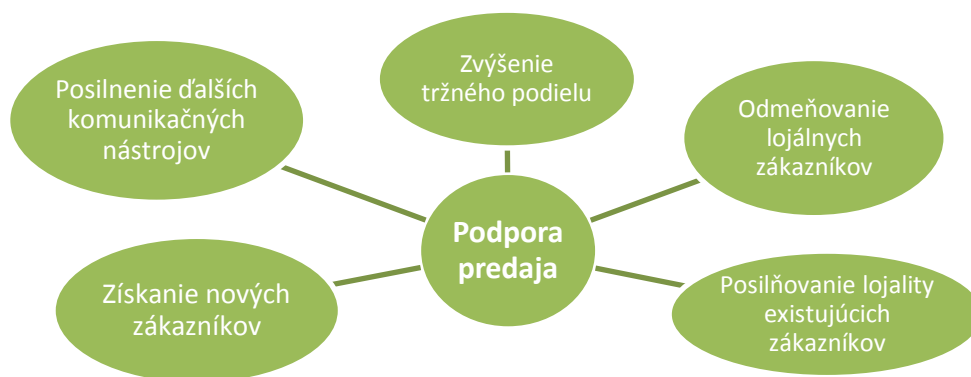 Posilnenie ďalších
komunikačných
nástrojov
Zvýšenie
tržného podielu
Odmeňovanie
lojálnych
zákazníkov
Podpora
predaja
Získanie nových
zákazníkov
Posilňovanie lojality
existujúcich
zákazníkov